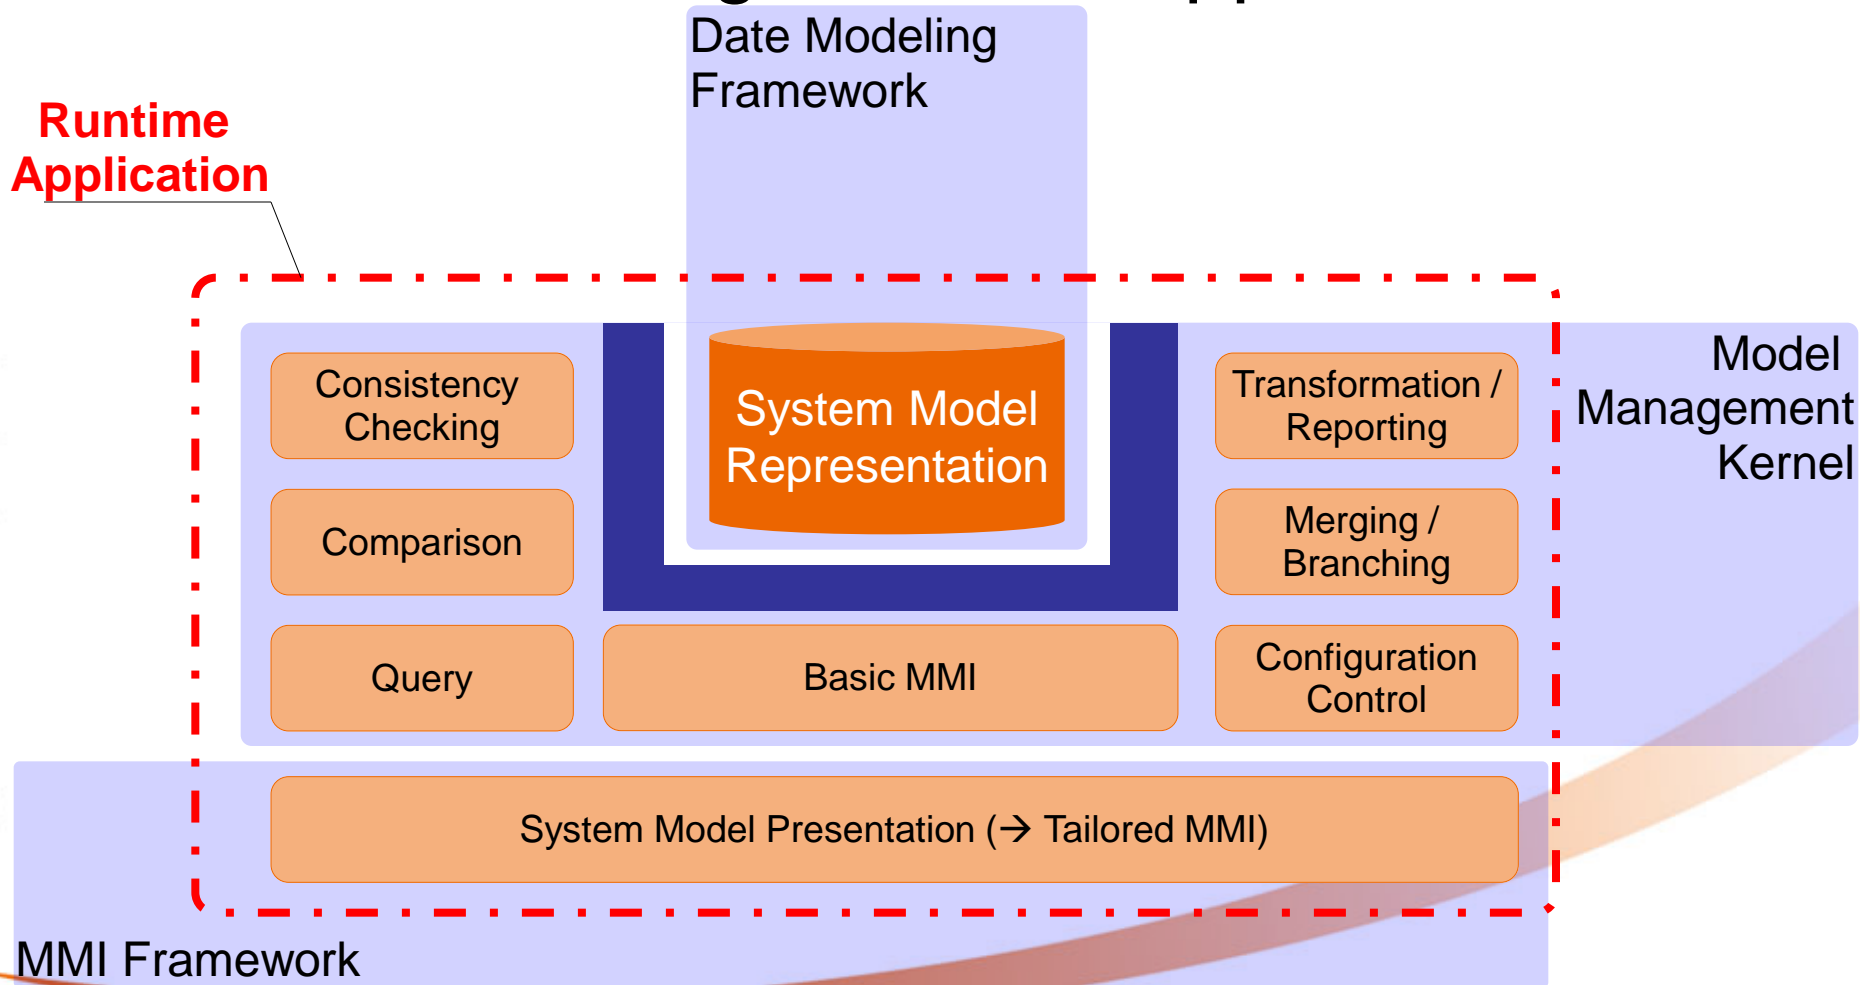 Date Modeling
Framework
Runtime
Application
Consistency
Checking
System Model
Representation
Transformation /
Reporting
Model
Management
Kernel
Comparison
Merging /
Branching
Query
Basic MMI
Configuration
Control
System Model Presentation (→ Tailored MMI)
MMI Framework